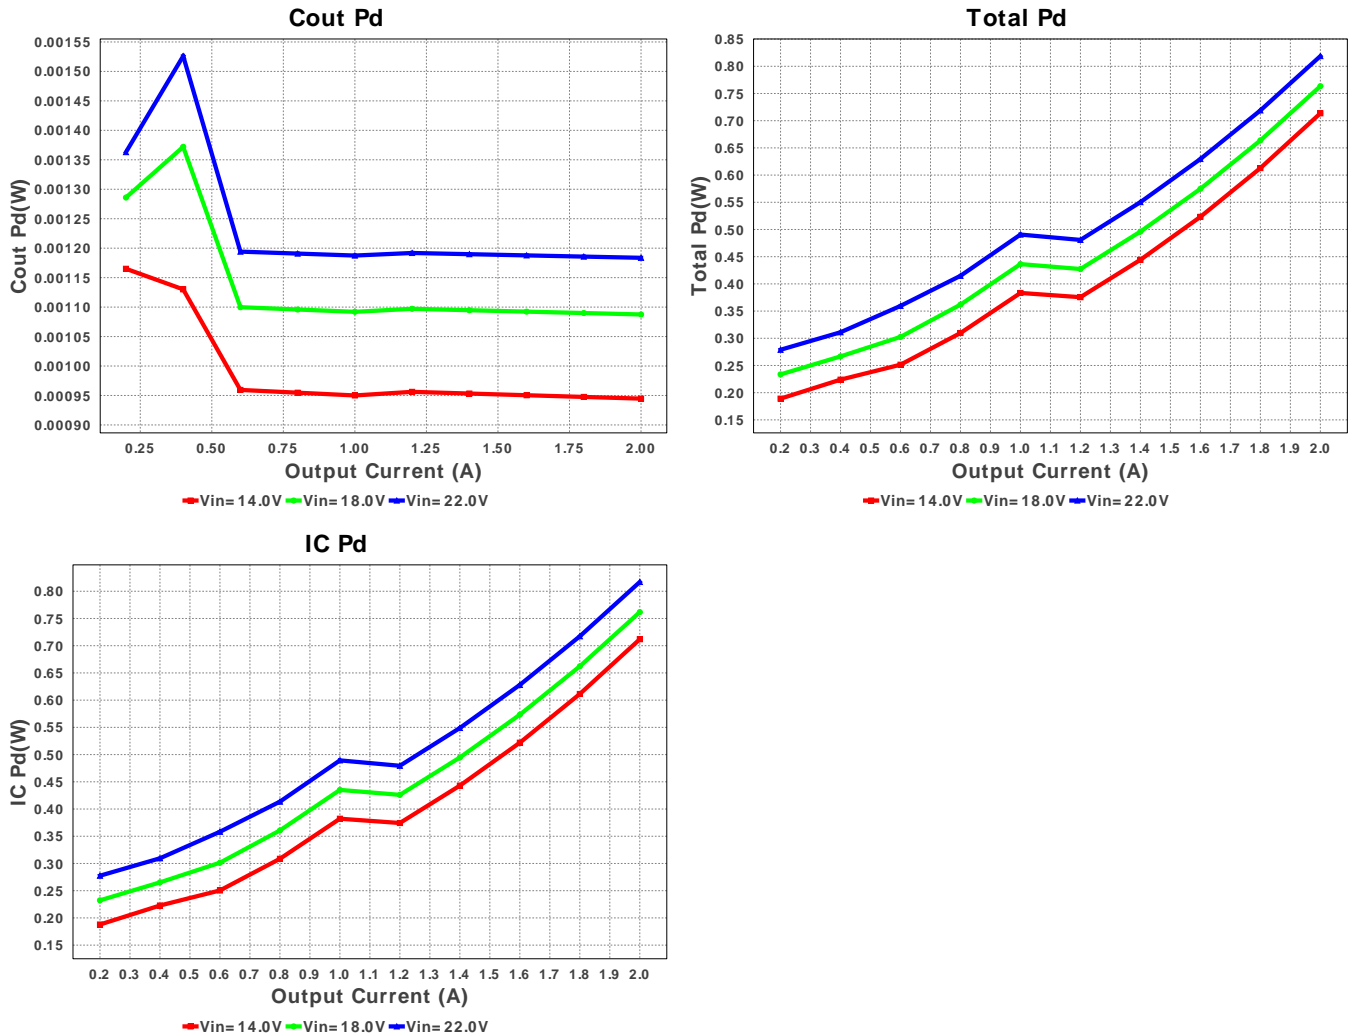 Cout Pd
0.00155
0.00150
0.00145
0.00140
0.00135
0.00130
0.00125
0.00120
0.00115
0.00110
0.00105
0.00100
0.00095
0.00090
Cout Pd(W)
0.25 0.50 0.75 1.00 1.25 1.50 1.75 2.00
Output Current (A)
Vin=14.0V Vin=18.0V Vin=22.0V
Total Pd
0.85
0.80
0.75
0.70
0.65
0.60
0.55
0.50
0.45
0.40
0.35
0.30
0.25
0.20
0.15
Total Pd(W)
0.2 0.3 0.4 0.5 0.6 0.7 0.8 0.9 1.0 1.1 1.2 1.3 1.4 1.5 1.6 1.7 1.8 1.9 2.0
Output Current (A)
Vin=14.0V Vin=18.0V Vin=22.0V
IC Pd
0.80
0.75
0.70
0.65
0.60
0.55
0.50
0.45
0.40
0.35
0.30
0.25
0.20
0.15
IC Pd(W)
0.2 0.3 0.4 0.5 0.6 0.7 0.8 0.9 1.0 1.1 1.2 1.3 1.4 1.5 1.6 1.7 1.8 1.9 2.0
Output Current (A)
Vin=14.0V Vin=18.0V Vin=22.0V